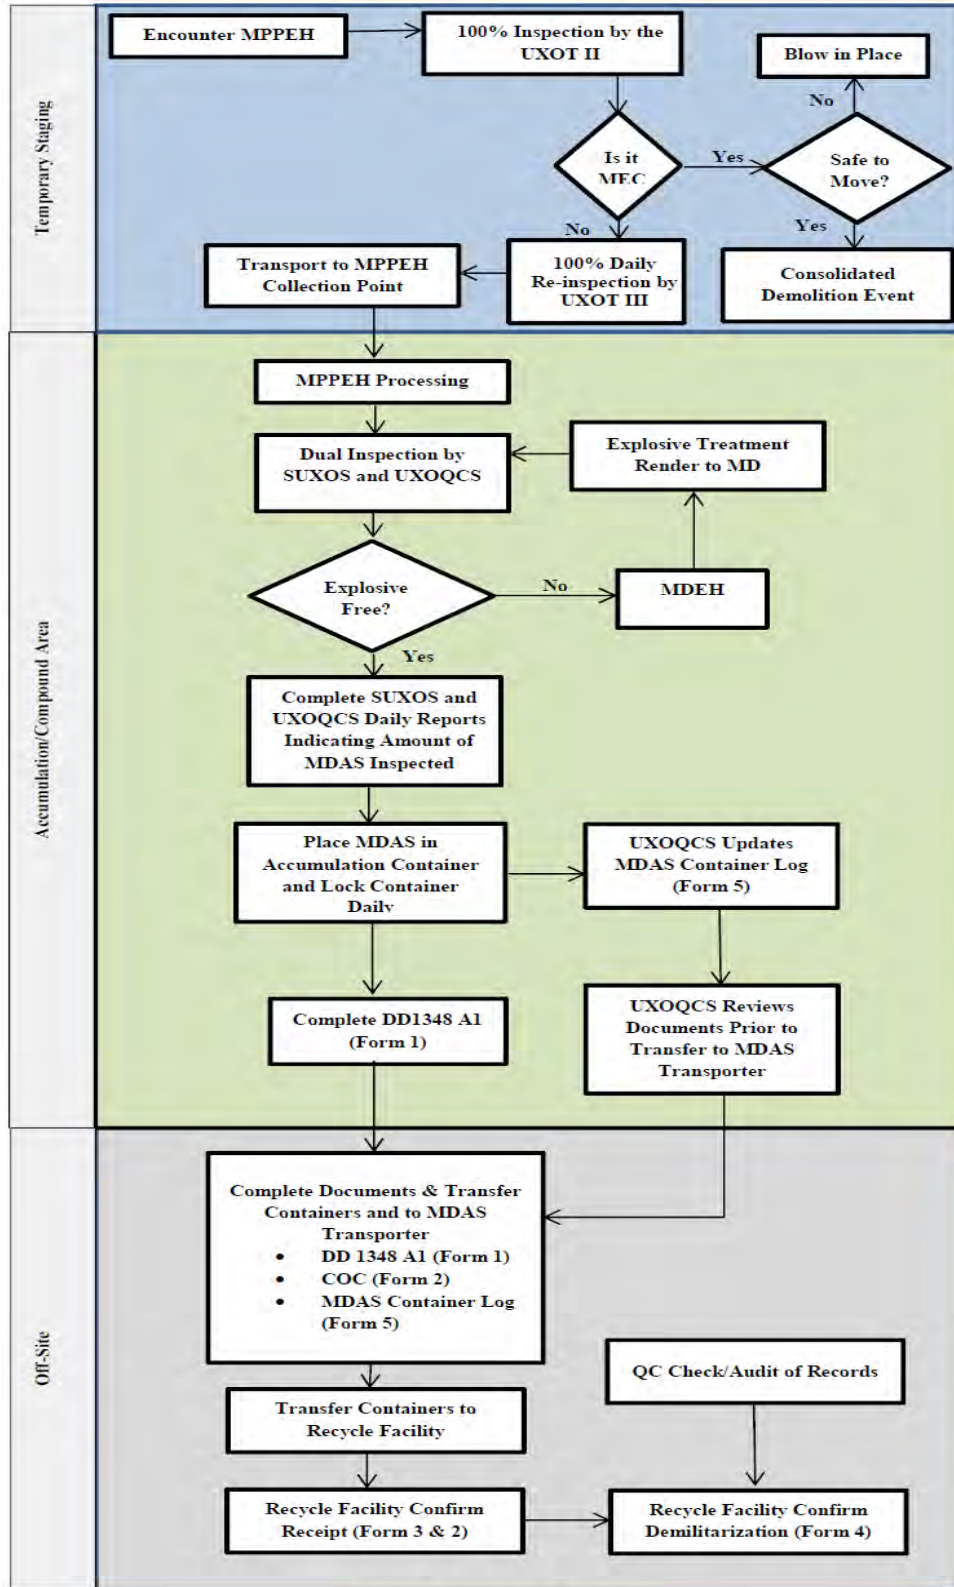 Temporary Staging
Encounter MPPEH
100% Inspection by the
UXOT II
Blow in Place
No
Is it
MEC
Yes
Safe to
Move?
No
Yes
Transport to MPPEH
Collection Point
100% Daily
Re-inspection by
UXOT III
Consolidated
Demolition Event
Accumulation/Compound Area
MPPEH Processing
Dual Inspection by
SUXOS and UXOQCS
Explosive Treatment
Render to MD
Explosive
Free?
No
MDEH
Yes
Complete SUXOS and
UXOQCS Daily Reports
Indicating Amount of
MDAS Inspected
Place MDAS in
Accumulation Container
and Lock Container
Daily
UXOQCS Updates
MDAS Container Log
(Form 5)
Complete DD1348 A1
(Form 1)
UXOQCS Reviews
Documents Prior to
Transfer to MDAS
Transporter
Off-Site
Complete Documents & Transfer
Containers and to MDAS
Transporter
• DD 1348 A1 (Form 1)
• COC (Form 2)
• MDAS Container Log
(Form 5)
QC Check/Audit of Records
Transfer Containers to
Recycle Facility
Recycle Facility Confirm
Receipt (Form 3 & 2)
Recycle Facility Confirm
Demilitarization (Form 4)